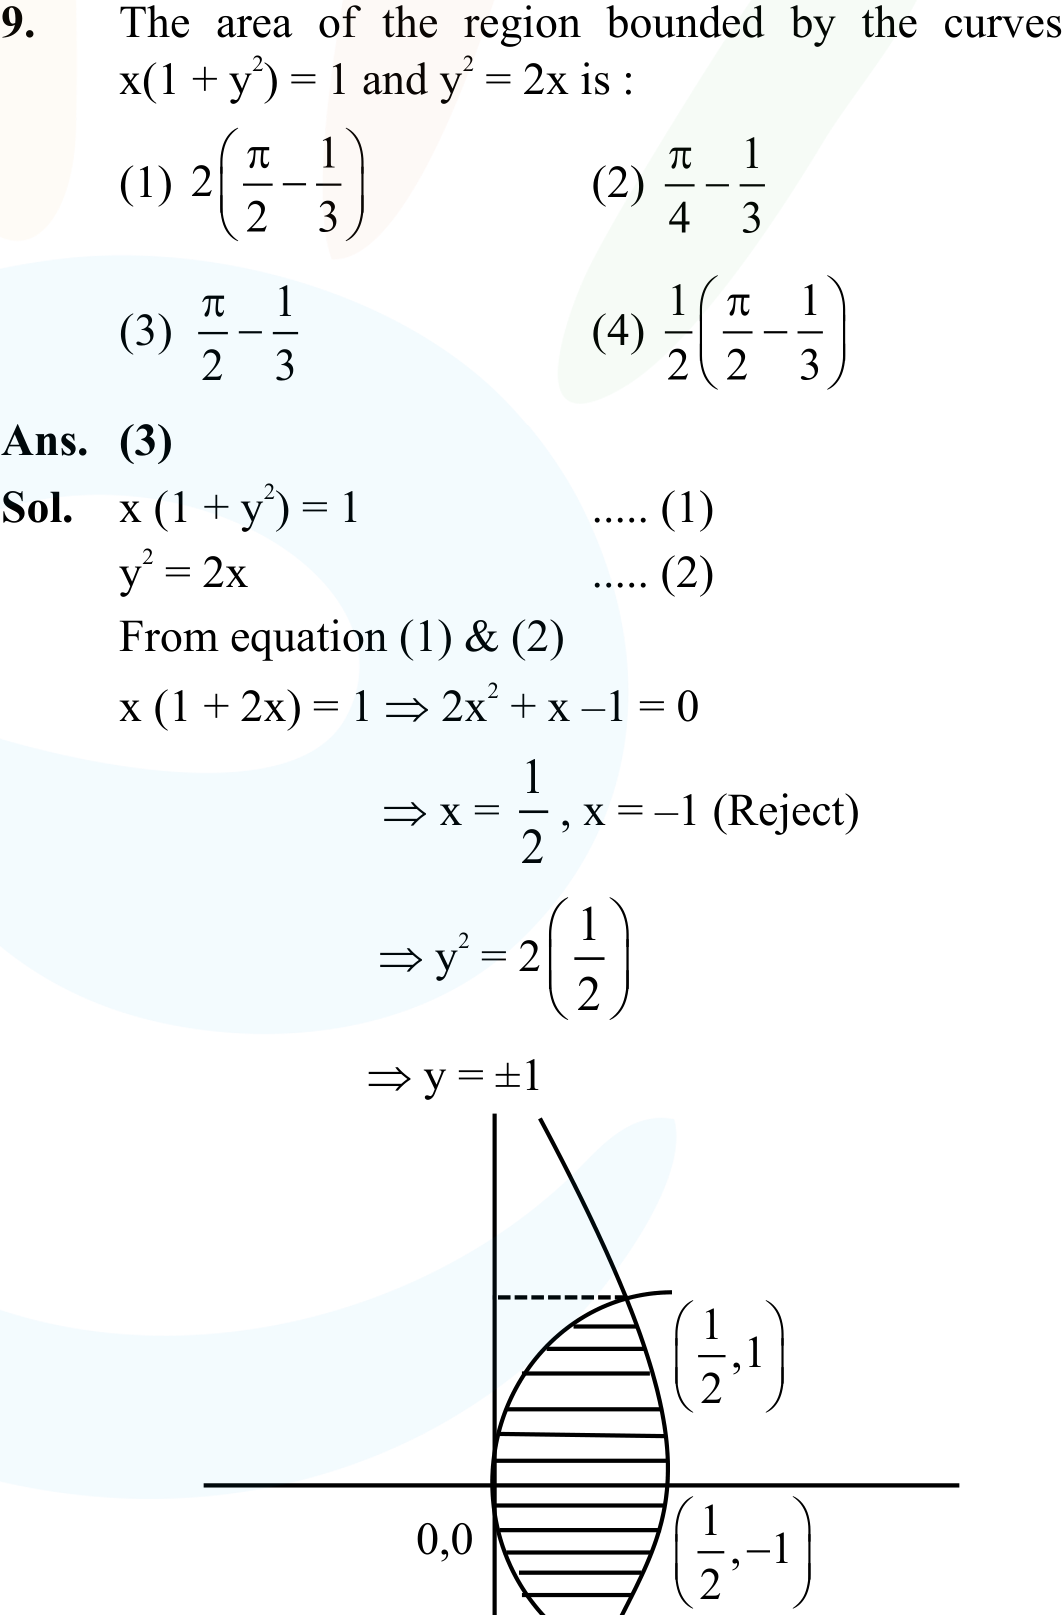 9. The area of the region bounded by the curves
x(1 + y²) = 1 and y² = 2x is :
(1) 2(π/2 − 1/3) (2) π/4 − 1/3
(3) π/2 − 1/3 (4) 1/2(π/2 − 1/3)
Ans. (3)
Sol. x (1 + y²) = 1 ..... (1)
y² = 2x ..... (2)
From equation (1) & (2)
x (1 + 2x) = 1 ⇒ 2x² + x –1 = 0
⇒ x = 1/2 , x = –1 (Reject)
⇒ y² = 2(1/2)
⇒ y = ±1
(1/2, 1)
0,0 (1/2, −1)